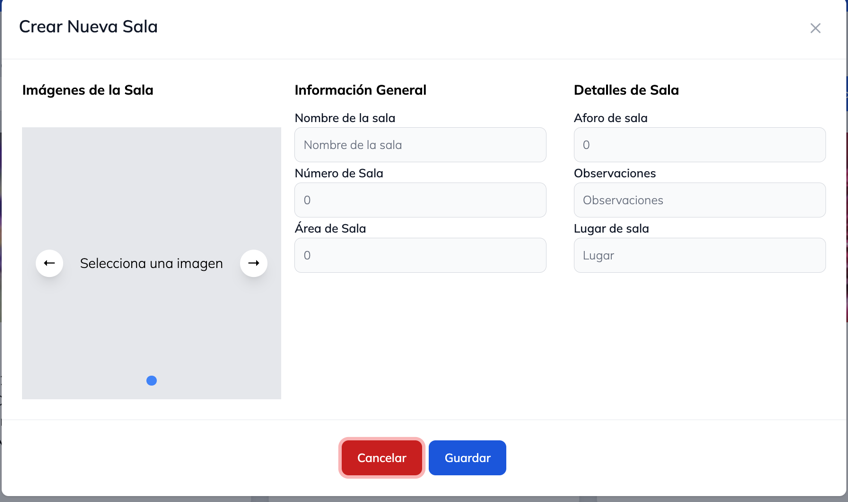 Crear Nueva Sala
Imágenes de la Sala
Selecciona una imagen
Información General
Nombre de la sala
Nombre de la sala
Número de Sala
0
Área de Sala
0
Detalles de Sala
Aforo de sala
0
Observaciones
Observaciones
Lugar de sala
Lugar
Cancelar
Guardar